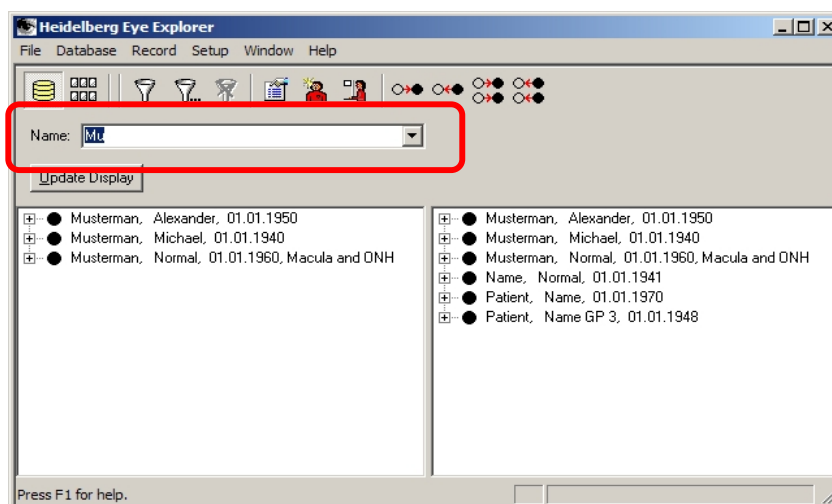 Heidelberg Eye Explorer
File Database Record Setup Window Help
Name: Mu
Update Display
Musterman, Alexander, 01.01.1950
Musterman, Michael, 01.01.1940
Musterman, Normal, 01.01.1960, Macula and ONH
Musterman, Alexander, 01.01.1950
Musterman, Michael, 01.01.1940
Musterman, Normal, 01.01.1960, Macula and ONH
Name, Normal, 01.01.1941
Patient, Name, 01.01.1970
Patient, Name GP 3, 01.01.1948
Press F1 for help.